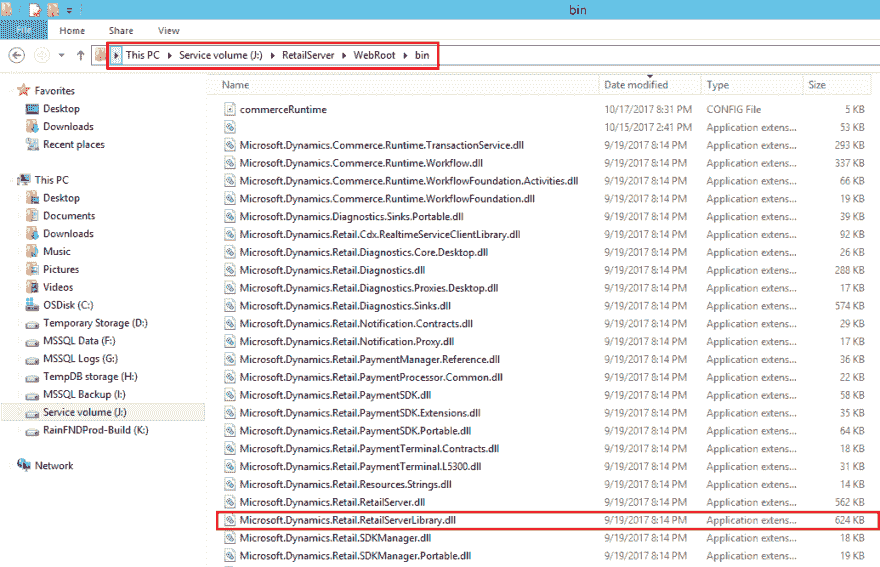 bin
File Home Share View
This PC Service volume (J:) RetailServer WebRoot bin
Favorites
Desktop
Downloads
Recent places
This PC
Desktop
Documents
Downloads
Music
Pictures
Videos
OSDisk (C:)
Temporary Storage (D:)
MSSQL Data (F:)
MSSQL Logs (G:)
TempDB storage (H:)
MSSQL Backup (I:)
Service volume (J:)
RainFNDProd-Build (K:)
Network
Name Date modified Type Size
commerceRuntime 10/17/2017 8:31 PM CONFIG File 5 KB
10/15/2017 2:41 PM Application extens... 53 KB
Microsoft.Dynamics.Commerce.Runtime.TransactionService.dll 9/19/2017 8:14 PM Application extens... 293 KB
Microsoft.Dynamics.Commerce.Runtime.Workflow.dll 9/19/2017 8:14 PM Application extens... 337 KB
Microsoft.Dynamics.Commerce.Runtime.WorkflowFoundation.Activities.dll 9/19/2017 8:14 PM Application extens... 66 KB
Microsoft.Dynamics.Commerce.Runtime.WorkflowFoundation.dll 9/19/2017 8:14 PM Application extens... 19 KB
Microsoft.Dynamics.Diagnostics.Sinks.Portable.dll 9/19/2017 8:14 PM Application extens... 39 KB
Microsoft.Dynamics.Retail.Cdx.RealtimeServiceClientLibrary.dll 9/19/2017 8:14 PM Application extens... 92 KB
Microsoft.Dynamics.Retail.Diagnostics.Core.Desktop.dll 9/19/2017 8:14 PM Application extens... 26 KB
Microsoft.Dynamics.Retail.Diagnostics.dll 9/19/2017 8:14 PM Application extens... 288 KB
Microsoft.Dynamics.Retail.Diagnostics.Proxies.Desktop.dll 9/19/2017 8:14 PM Application extens... 17 KB
Microsoft.Dynamics.Retail.Diagnostics.Sinks.dll 9/19/2017 8:14 PM Application extens... 574 KB
Microsoft.Dynamics.Retail.Notification.Contracts.dll 9/19/2017 8:14 PM Application extens... 29 KB
Microsoft.Dynamics.Retail.Notification.Proxy.dll 9/19/2017 8:14 PM Application extens... 17 KB
Microsoft.Dynamics.Retail.PaymentManager.Reference.dll 9/19/2017 8:14 PM Application extens... 36 KB
Microsoft.Dynamics.Retail.PaymentProcessor.Common.dll 9/19/2017 8:14 PM Application extens... 22 KB
Microsoft.Dynamics.Retail.PaymentSDK.dll 9/19/2017 8:14 PM Application extens... 58 KB
Microsoft.Dynamics.Retail.PaymentSDK.Extensions.dll 9/19/2017 8:14 PM Application extens... 35 KB
Microsoft.Dynamics.Retail.PaymentSDK.Portable.dll 9/19/2017 8:14 PM Application extens... 64 KB
Microsoft.Dynamics.Retail.PaymentTerminal.Contracts.dll 9/19/2017 8:14 PM Application extens... 18 KB
Microsoft.Dynamics.Retail.PaymentTerminal.L5300.dll 9/19/2017 8:14 PM Application extens... 31 KB
Microsoft.Dynamics.Retail.Resources.Strings.dll 9/19/2017 8:14 PM Application extens... 14 KB
Microsoft.Dynamics.Retail.RetailServer.dll 9/19/2017 8:14 PM Application extens... 562 KB
Microsoft.Dynamics.Retail.RetailServerLibrary.dll 9/19/2017 8:14 PM Application extens... 624 KB
Microsoft.Dynamics.Retail.SDKManager.dll 9/19/2017 8:14 PM Application extens... 18 KB
Microsoft.Dynamics.Retail.SDKManager.Portable.dll 9/19/2017 8:14 PM Application extens... 19 KB